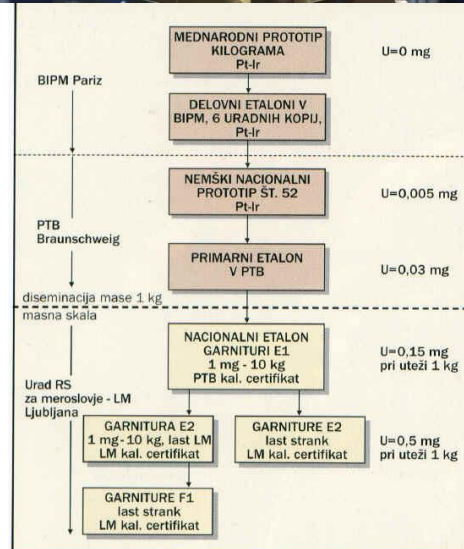 MEDNARODNI PROTOTIP
KILOGRAMA
Pt-Ir
U=0 mg
BIPM Pariz
DELOVNI ETALONI V
BIPM, 6 URADNIH KOPIJ,
Pt-Ir
NEMŠKI NACIONALNI
PROTOTIP ŠT. 52
Pt-Ir
U=0,005 mg
PTB
Braunschweig
PRIMARNI ETALON
V PTB
U=0,03 mg
diseminacija mase 1 kg
masna skala
NACIONALNI ETALON
GARNITURI E1
1 mg - 10 kg
PTB kal. certifikat
U=0,15 mg
pri uteži 1 kg
Urad RS
za meroslovje - LM
Ljubljana
GARNITURA E2
1 mg - 10 kg, last LM
LM kal. certifikat
GARNITURE E2
last strank
LM kal. certifikat
U=0,5 mg
pri uteži 1 kg
GARNITURE F1
last strank
LM kal. certifikat